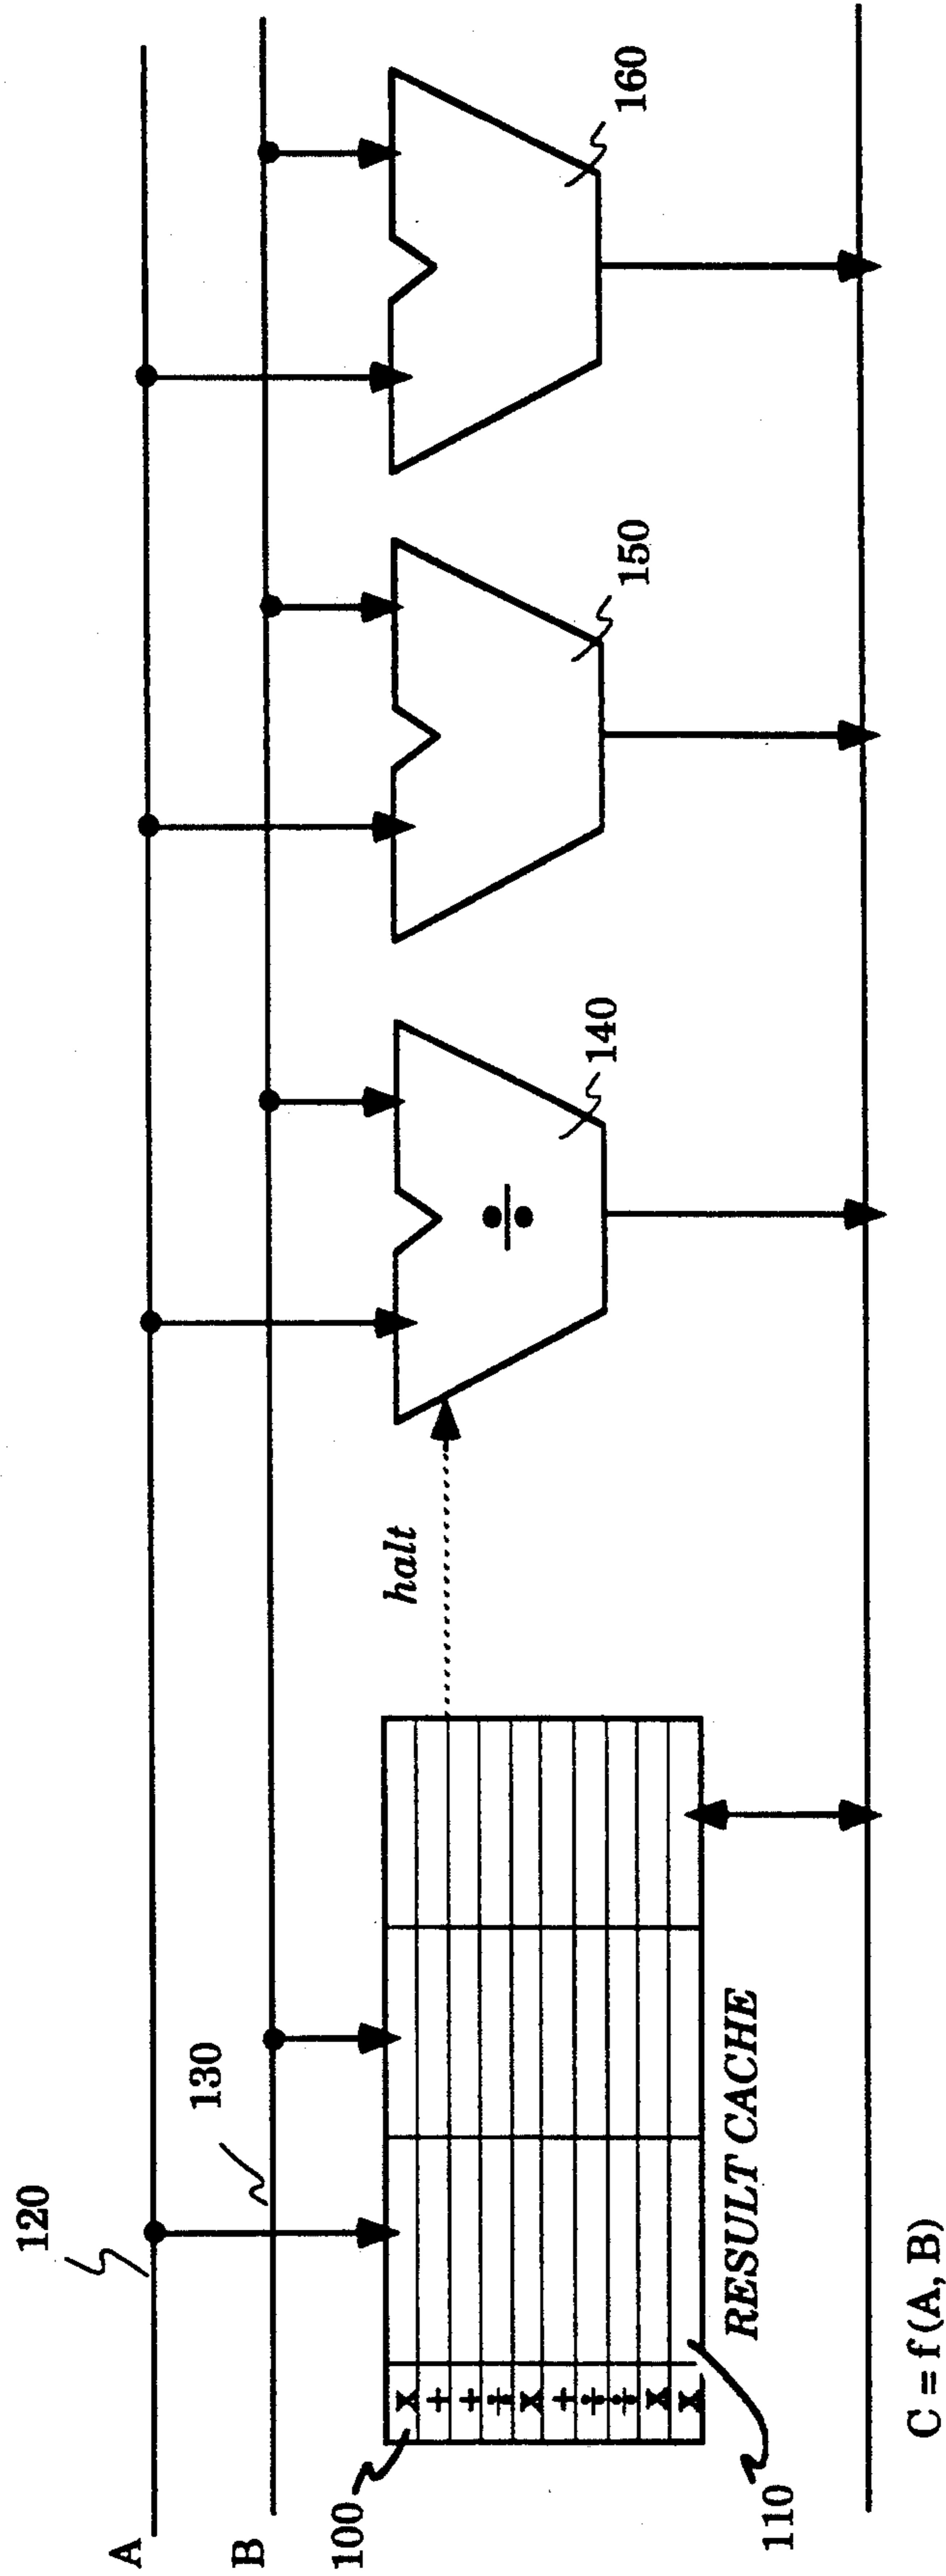 120
A
130
B
100
x
+
+
÷
x
+
÷
÷
x
x
halt
÷
140
150
160
RESULT CACHE
110
C = f (A, B)